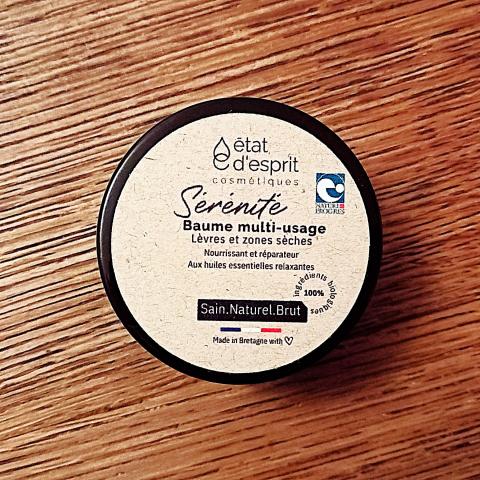 état
d'esprit
cosmétiques
NATURE &
PROGRÈS
Sérénité
Baume multi-usage
Lèvres et zones sèches
Nourrissant et réparateur
Aux huiles essentielles relaxantes
ingrédients biologiques
100%
Sain.Naturel.Brut
Made in Bretagne with